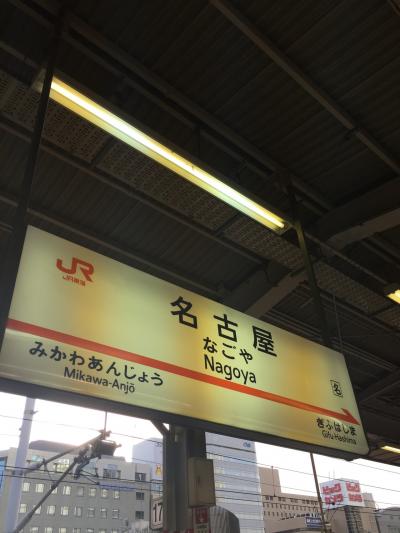 JR
JR東海
名古屋
なごや
Nagoya
みかわあんじょう
Mikawa-Anjō
名
ぎふはしま
Gifu-Hashima